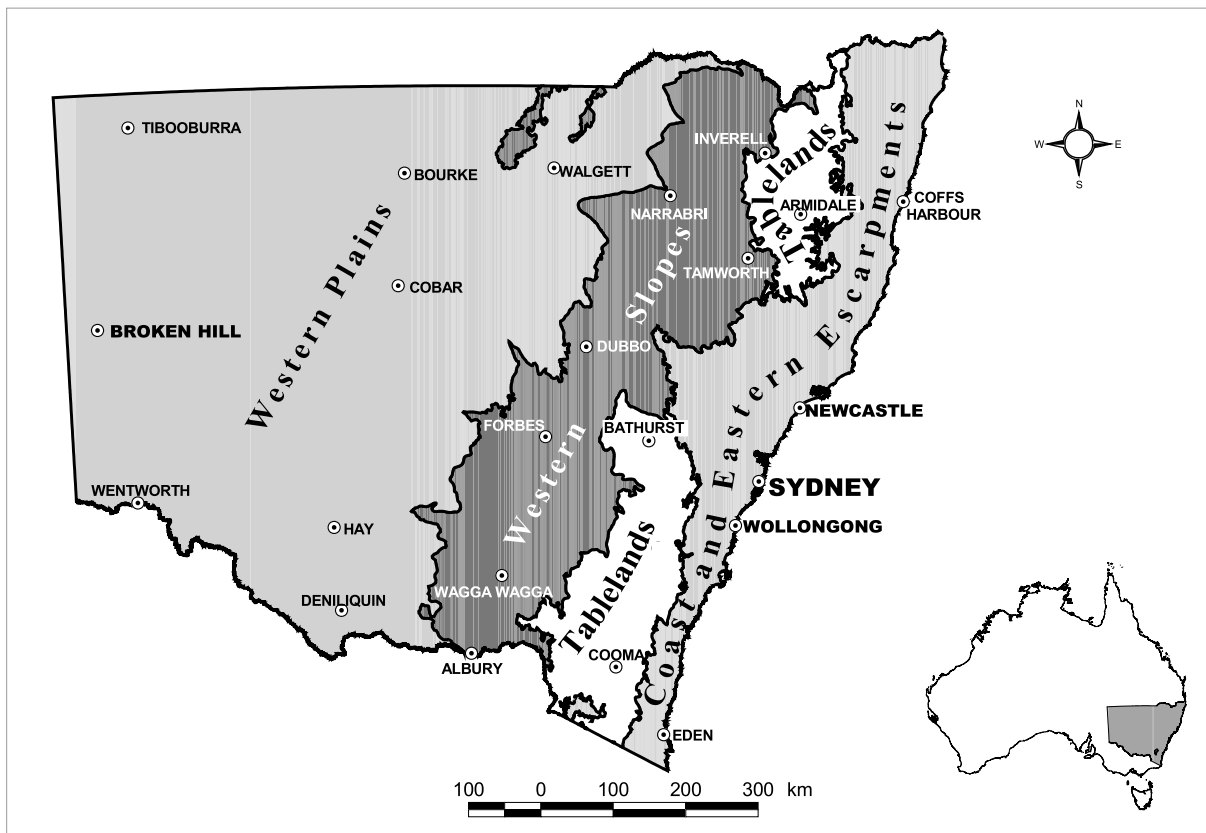 N
W
E
S
TIBOOBURRA
INVERELL
BOURKE
WALGETT
NARRABRI
ARMIDALE
COFFS
HARBOUR
Tablelands
Western Plains
COBAR
TAMWORTH
BROKEN HILL
DUBBO
Western Slopes
Coast and Eastern Escarpments
FORBES
BATHURST
NEWCASTLE
WENTWORTH
SYDNEY
HAY
WOLLONGONG
WAGGA WAGGA
Tablelands
DENILIQUIN
ALBURY
COOMA
EDEN
100 0 100 200 300 km